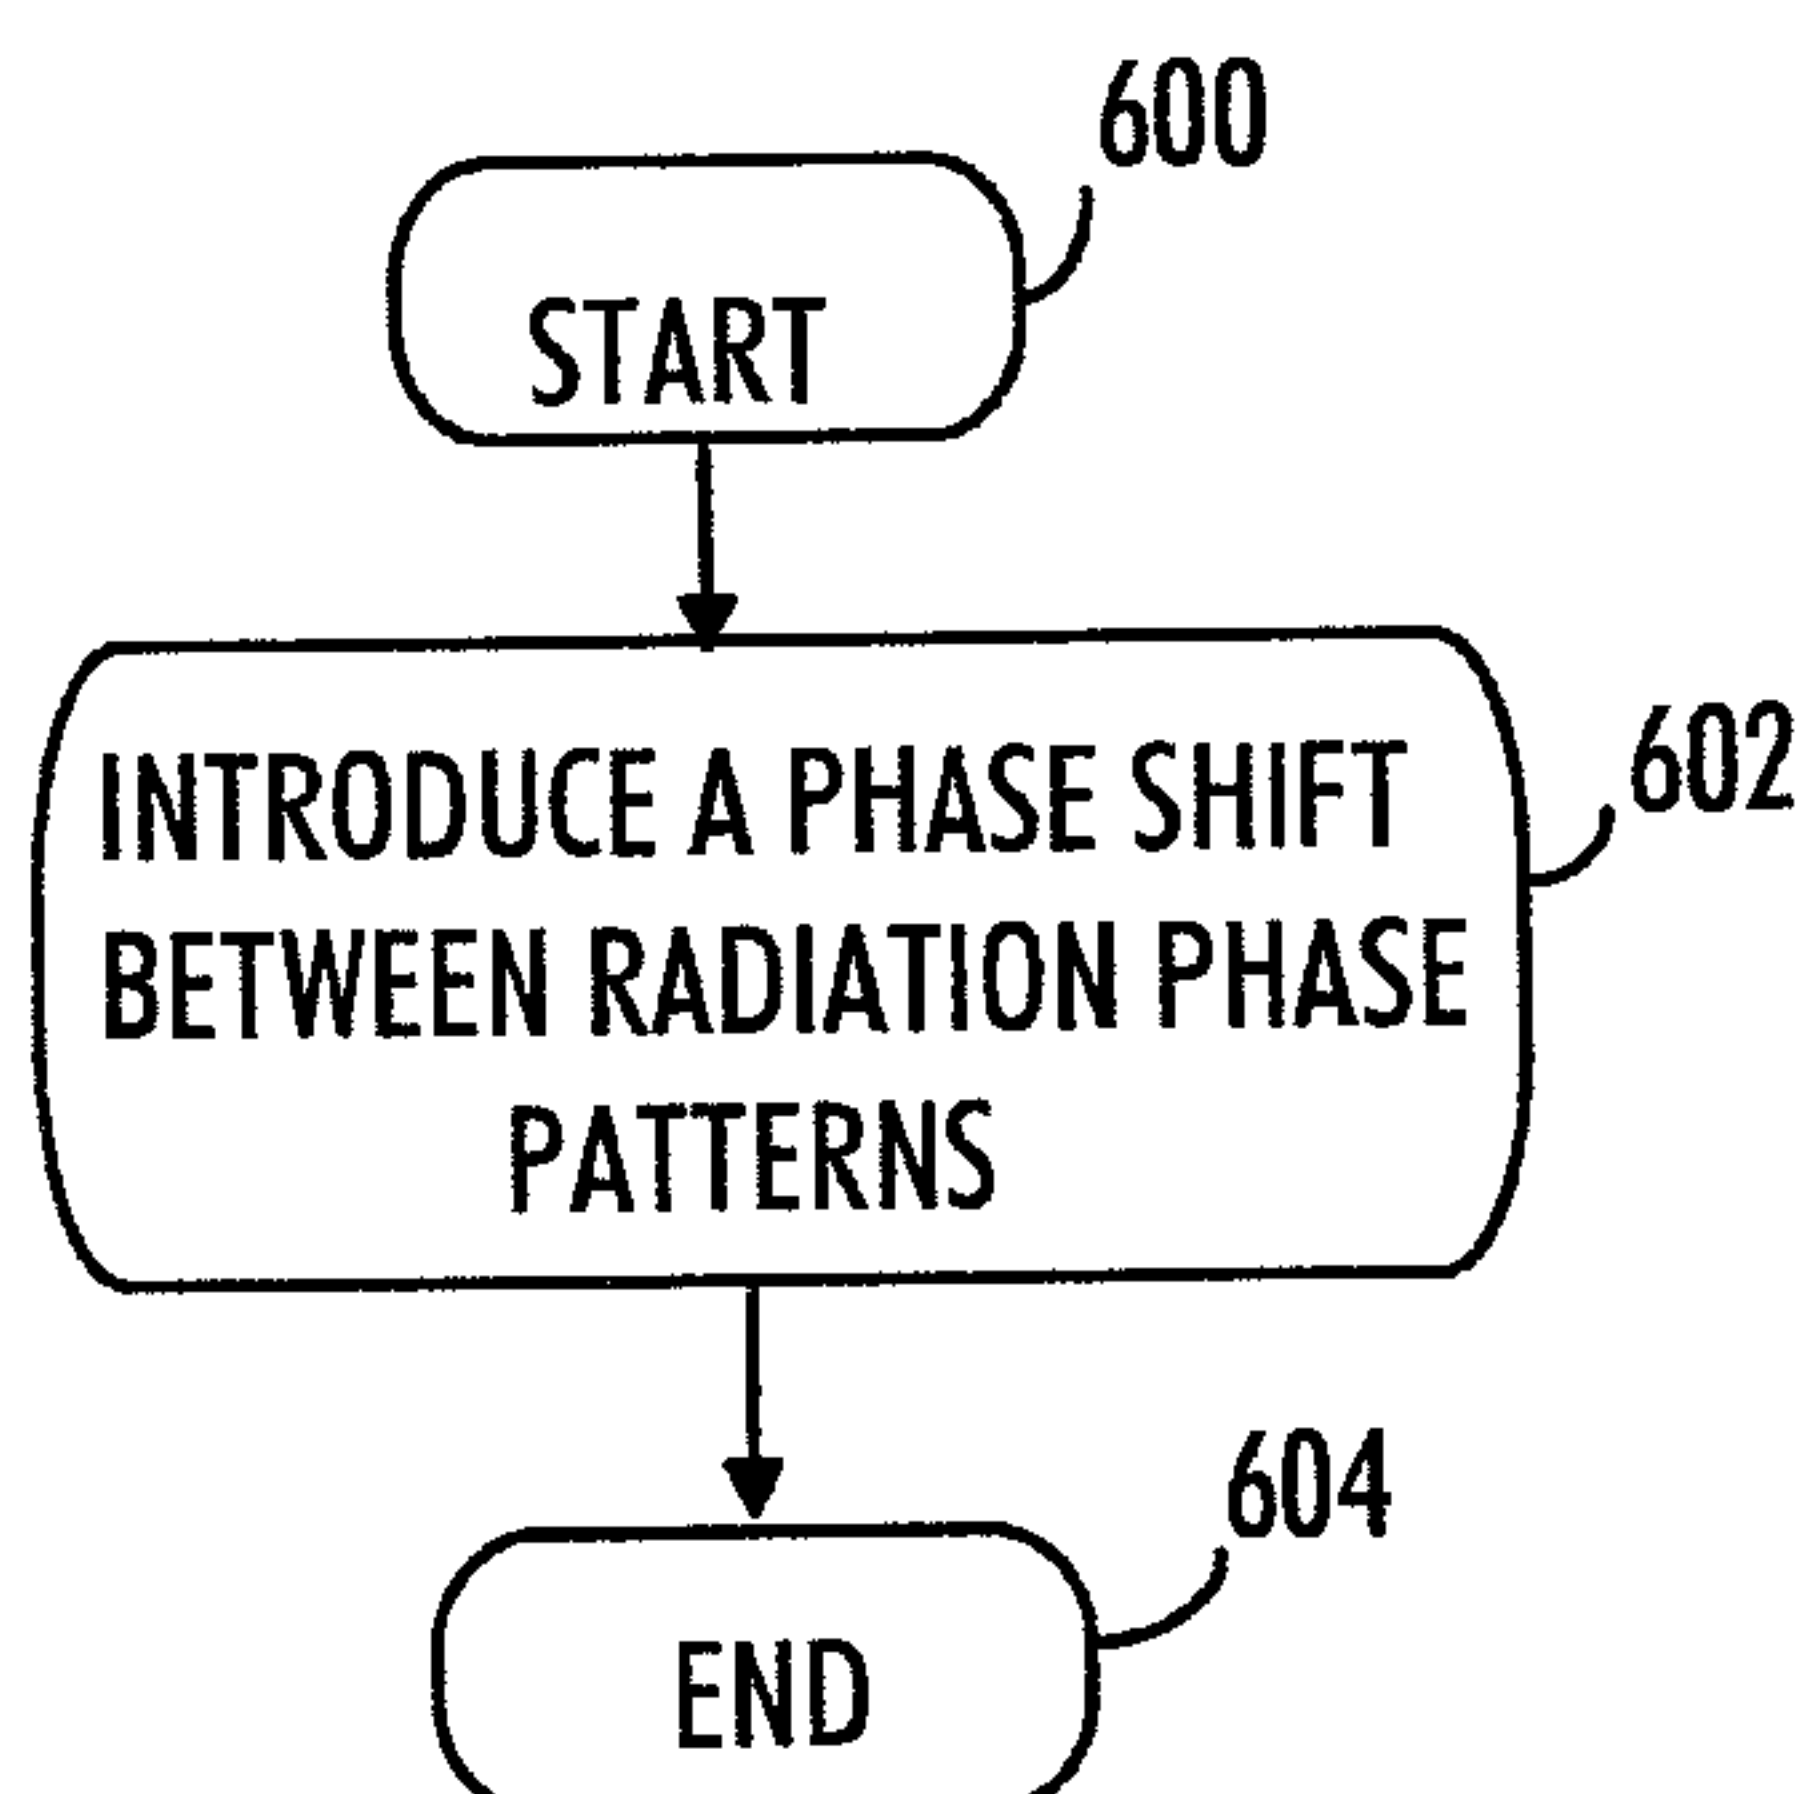 600
START
602
INTRODUCE A PHASE SHIFT
BETWEEN RADIATION PHASE
PATTERNS
604
END